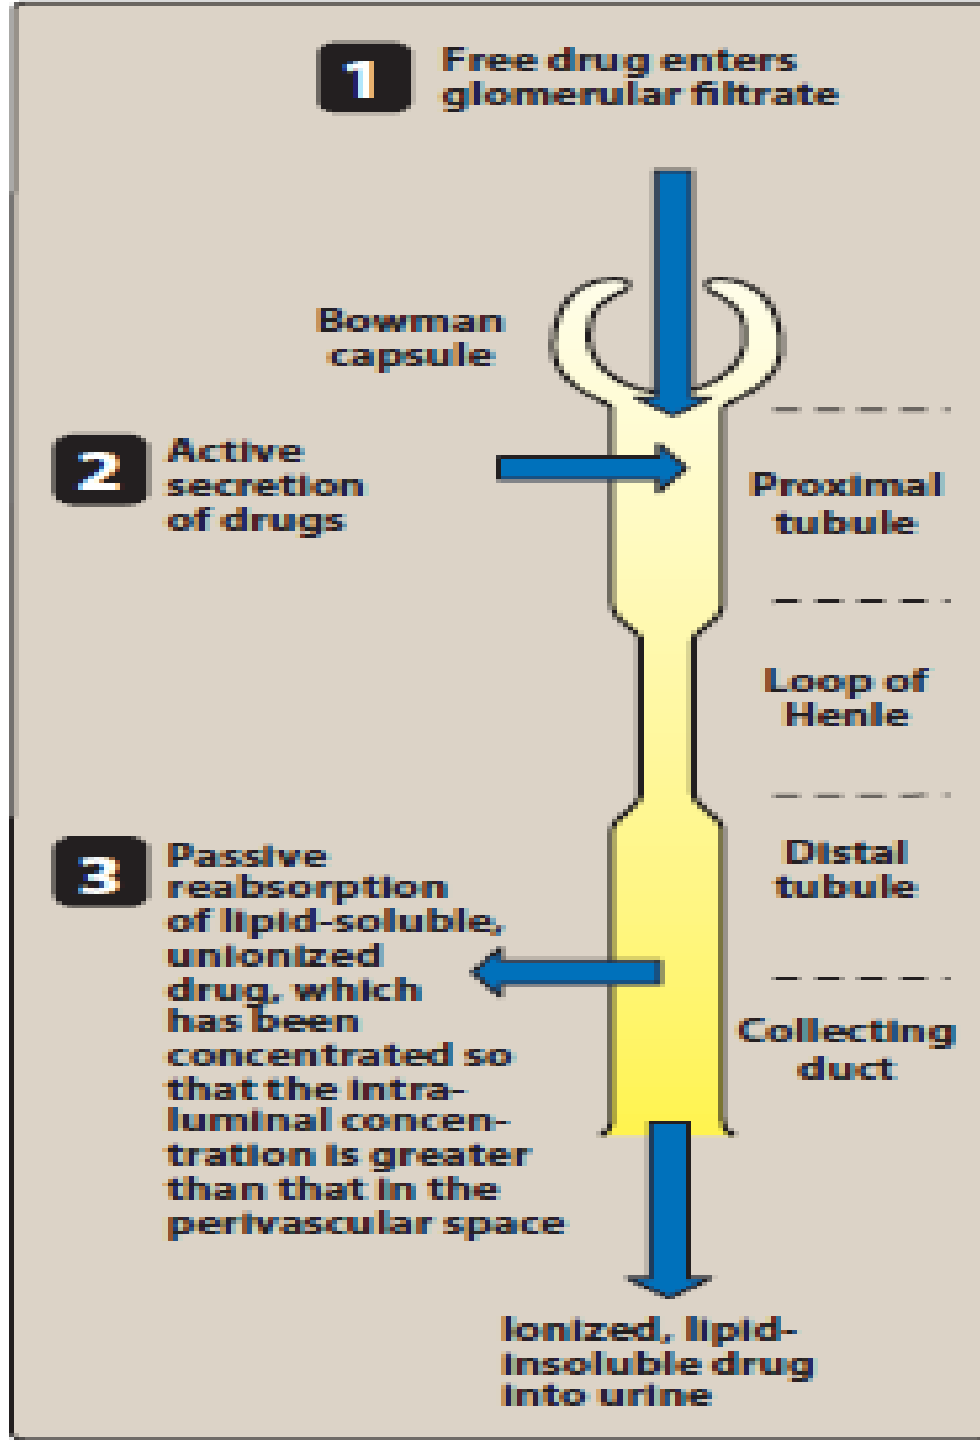 1
Free drug enters
glomerular filtrate
Bowman
capsule
2
Active
secretion
of drugs
Proximal
tubule
Loop of
Henle
Distal
tubule
3
Passive
reabsorption
of lipid-soluble,
unionized
drug, which
has been
concentrated so
that the intra-
luminal concen-
tration is greater
than that in the
perivascular space
Collecting
duct
Ionized, lipid-
insoluble drug
into urine